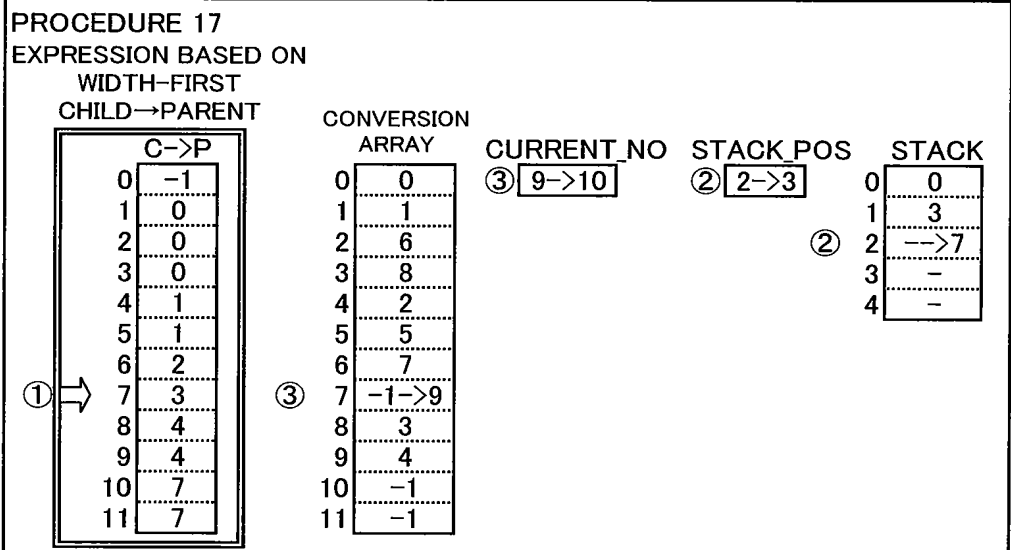 PROCEDURE 17
EXPRESSION BASED ON
WIDTH-FIRST
CHILD→PARENT
CONVERSION
ARRAY
CURRENT_NO STACK_POS STACK
C->P
0 -1 0 0 ③ 9->10 ② 2->3 0 0
1 0 1 1 1 3
2 0 2 6 ② 2 -->7
3 0 3 8 3 -
4 1 4 2 4 -
5 1 5 5
6 2 6 7
① 7 3 ③ 7 -1->9
8 4 8 3
9 4 9 4
10 7 10 -1
11 7 11 -1